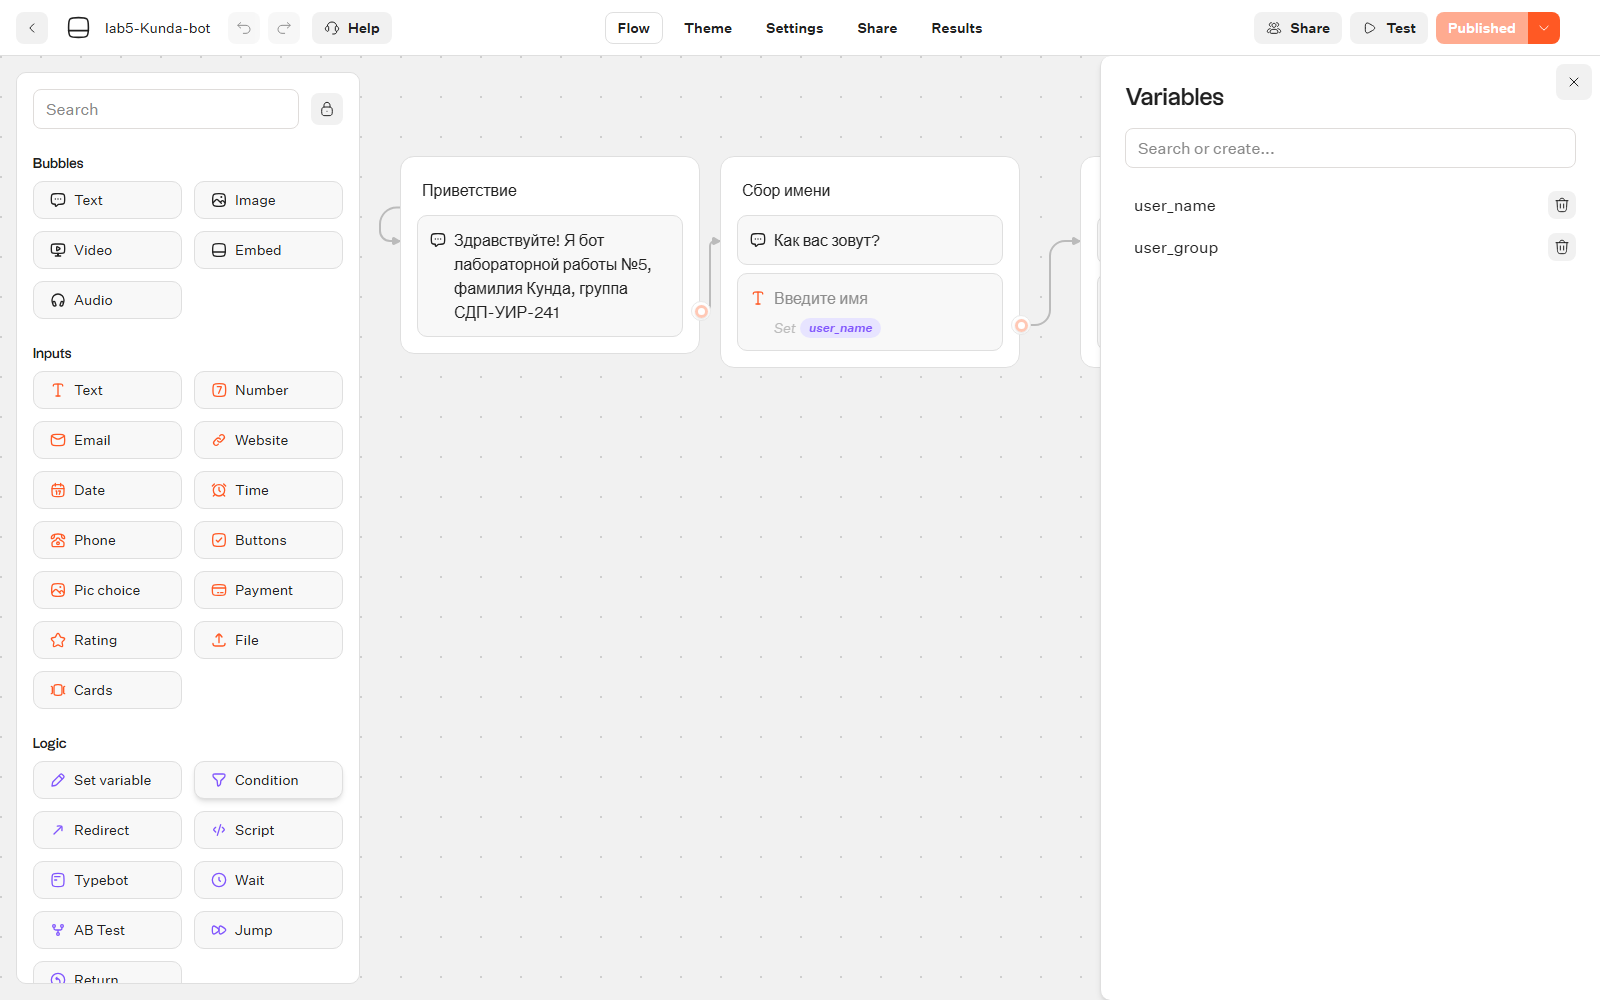 lab5-Kunda-bot
Help
Flow
Theme
Settings
Share
Results
Share
Test
Published
Search
Bubbles
Text
Image
Video
Embed
Audio
Inputs
Text
Number
Email
Website
Date
Time
Phone
Buttons
Pic choice
Payment
Rating
File
Cards
Logic
Set variable
Condition
Redirect
Script
Typebot
Wait
AB Test
Jump
Return
Приветствие
Здравствуйте! Я бот
лабораторной работы №5,
фамилия Кунда, группа
СДП-УИР-241
Сбор имени
Как вас зовут?
Введите имя
Set user_name
Variables
Search or create...
user_name
user_group